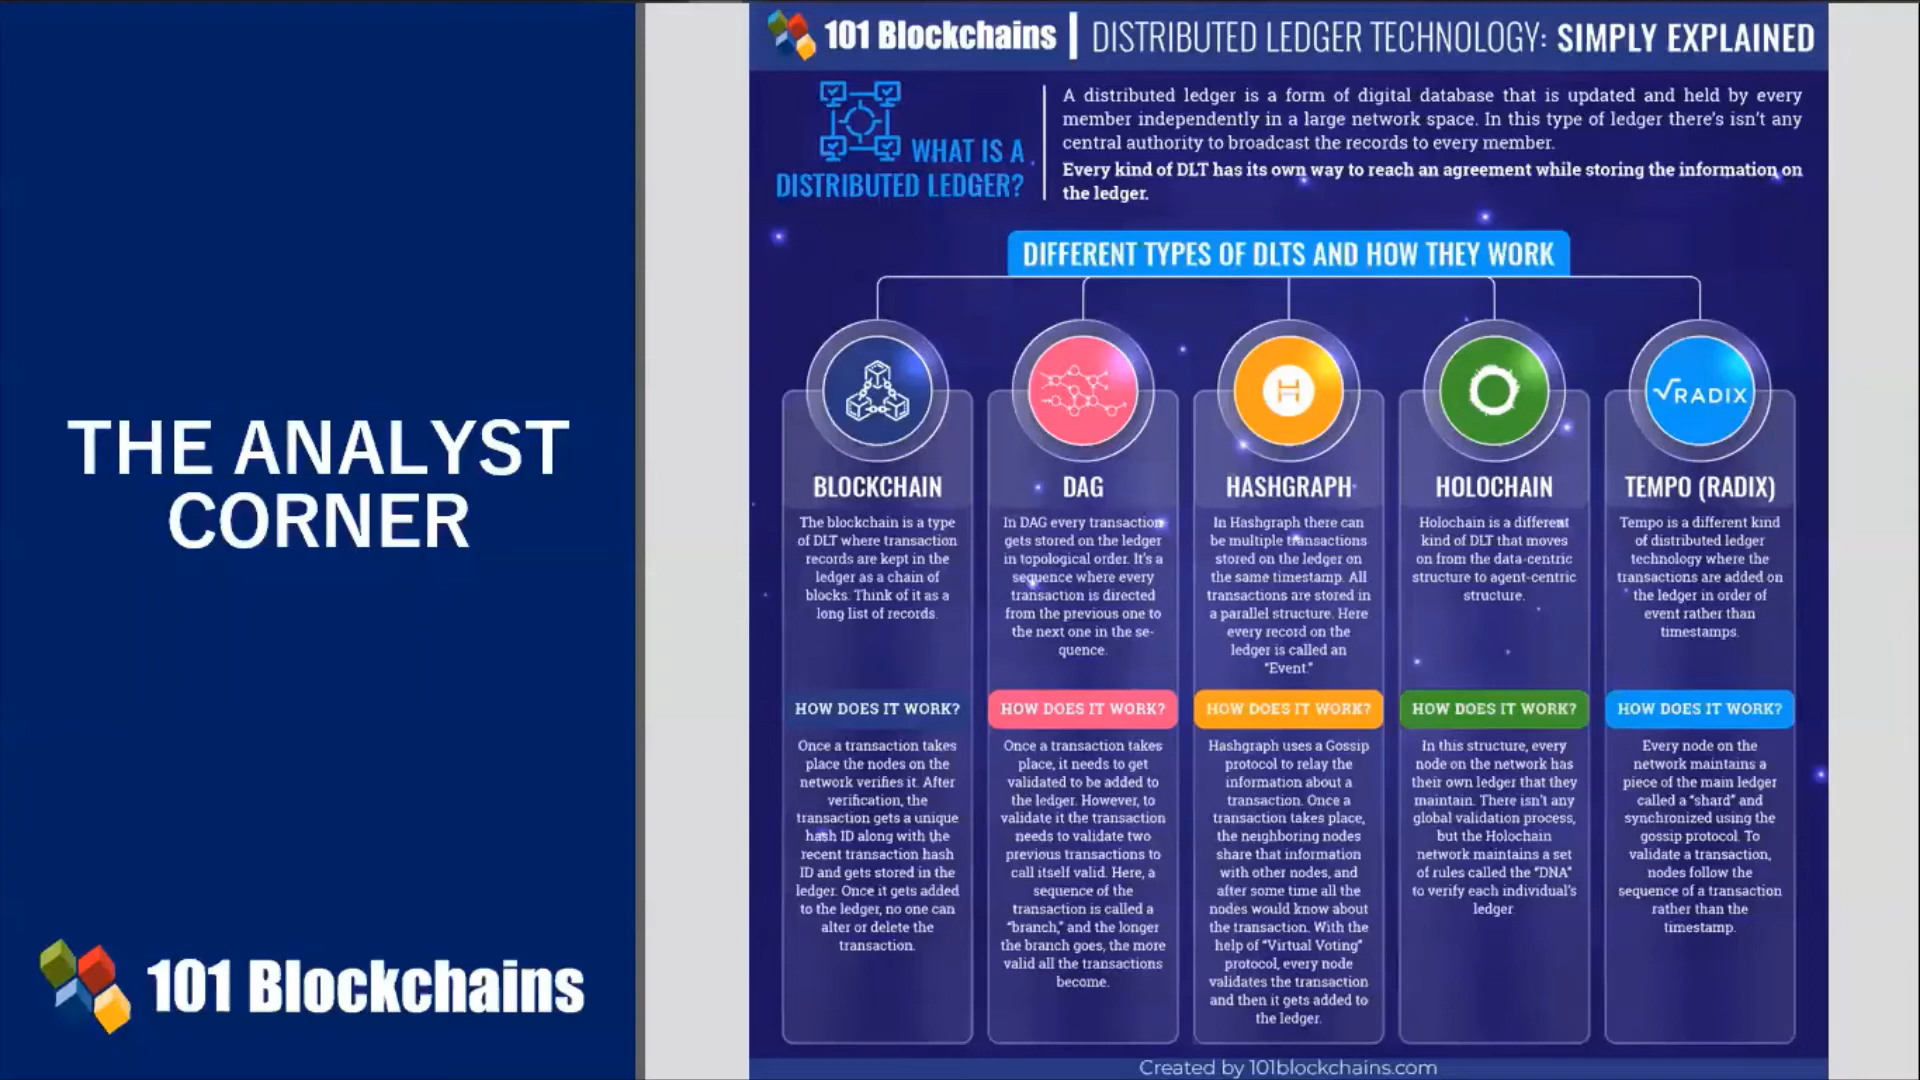 THE ANALYST
CORNER
101 Blockchains
101 Blockchains | DISTRIBUTED LEDGER TECHNOLOGY: SIMPLY EXPLAINED
WHAT IS A
DISTRIBUTED LEDGER?
A distributed ledger is a form of digital database that is updated and held by every
member independently in a large network space. In this type of ledger there's isn't any
central authority to broadcast the records to every member.
Every kind of DLT has its own way to reach an agreement while storing the information on
the ledger.
DIFFERENT TYPES OF DLTS AND HOW THEY WORK
BLOCKCHAIN
The blockchain is a type
of DLT where transaction
records are kept in the
ledger as a chain of
blocks. Think of it as a
long list of records.
HOW DOES IT WORK?
Once a transaction takes
place the nodes on the
network verifies it. After
verification, the
transaction gets a unique
hash ID along with the
recent transaction hash
ID and gets stored in the
ledger. Once it gets added
to the ledger, no one can
alter or delete the
transaction.
DAG
In DAG every transaction
gets stored on the ledger
in topological order. It's a
sequence where every
transaction is directed
from the previous one to
the next one in the se-
quence.
HOW DOES IT WORK?
Once a transaction takes
place, it needs to get
validated to be added to
the ledger. However, to
validate it the transaction
needs to validate two
previous transactions to
call itself valid. Here, a
sequence of the
transaction is called a
"branch," and the longer
the branch goes, the more
valid all the transactions
become.
H
HASHGRAPH
In Hashgraph there can
be multiple transactions
stored on the ledger on
the same timestamp. All
transactions are stored in
a parallel structure. Here
every record on the
ledger is called an
"Event."
HOW DOES IT WORK?
Hashgraph uses a Gossip
protocol to relay the
information about a
transaction. Once a
transaction takes place,
the neighboring nodes
share that information
with other nodes, and
after some time all the
nodes would know about
the transaction. With the
help of "Virtual Voting"
protocol, every node
validates the transaction
and then it gets added to
the ledger.
HOLOCHAIN
Holochain is a different
kind of DLT that moves
on from the data-centric
structure to agent-centric
structure.
HOW DOES IT WORK?
In this structure, every
node on the network has
their own ledger that they
maintain. There isn't any
global validation process,
but the Holochain
network maintains a set
of rules called the "DNA"
to verify each individual's
ledger.
√RADIX
TEMPO (RADIX)
Tempo is a different kind
of distributed ledger
technology where the
transactions are added on
the ledger in order of
event rather than
timestamps.
HOW DOES IT WORK?
Every node on the
network maintains a
piece of the main ledger
called a "shard" and
synchronized using the
gossip protocol. To
validate a transaction,
nodes follow the
sequence of a transaction
rather than the
timestamp.
Created by 101blockchains.com